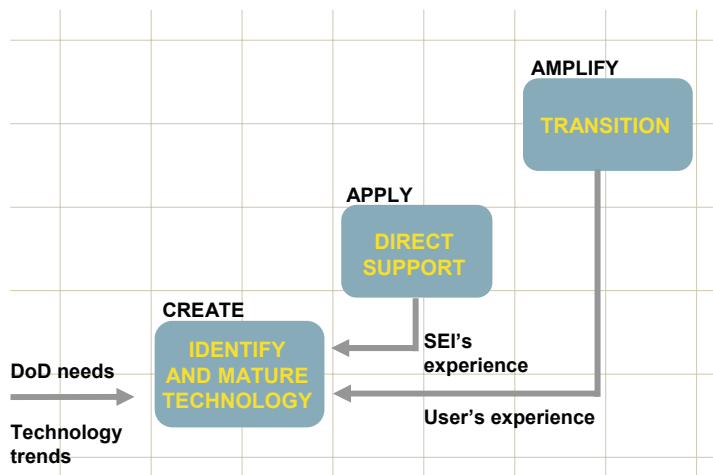 AMPLIFY
TRANSITION
APPLY
DIRECT
SUPPORT
CREATE
IDENTIFY
AND MATURE
TECHNOLOGY
SEI's
experience
DoD needs
User's experience
Technology
trends